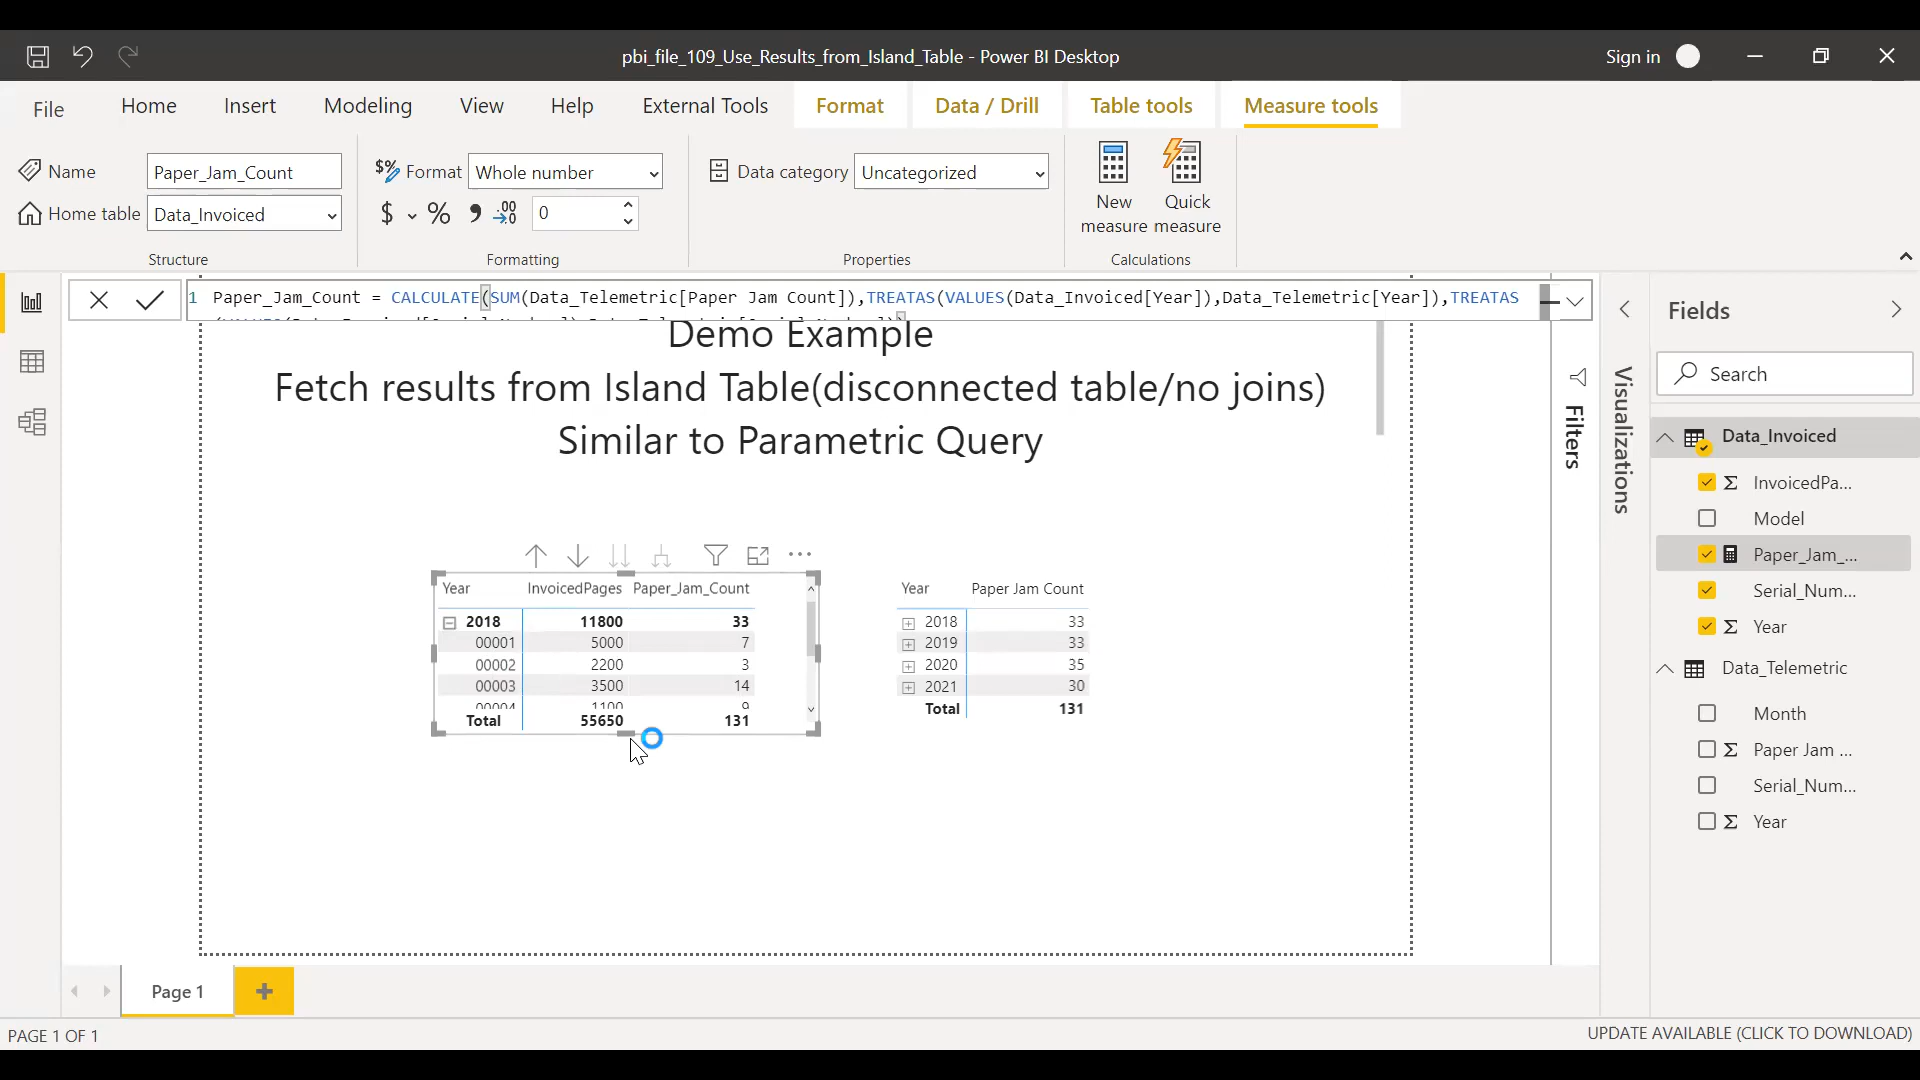 pbi_file_109_Use_Results_from_Island_Table - Power BI Desktop
Sign in
File Home Insert Modeling View Help External Tools Format Data / Drill Table tools Measure tools
Name Paper_Jam_Count
Home table Data_Invoiced
Structure
$% Format Whole number
$ % 9 .00 0
Formatting
Data category Uncategorized
Properties
New measure
Quick measure
Calculations
1 Paper_Jam_Count = CALCULATE(SUM(Data_Telemetric[Paper Jam Count]),TREATAS(VALUES(Data_Invoiced[Year]),Data_Telemetric[Year]),TREATAS
Demo Example
Fetch results from Island Table(disconnected table/no joins)
Similar to Parametric Query
Year InvoicedPages Paper_Jam_Count
2018 11800 33
00001 5000 7
00002 2200 3
00003 3500 14
00004 1100 9
Total 55650 131
Year Paper Jam Count
2018 33
2019 33
2020 35
2021 30
Total 131
Filters
Visualizations
Fields
Search
Data_Invoiced
Σ InvoicedPa...
Model
Paper_Jam_...
Serial_Num...
Σ Year
Data_Telemetric
Month
Σ Paper Jam ...
Serial_Num...
Σ Year
Page 1
PAGE 1 OF 1
UPDATE AVAILABLE (CLICK TO DOWNLOAD)